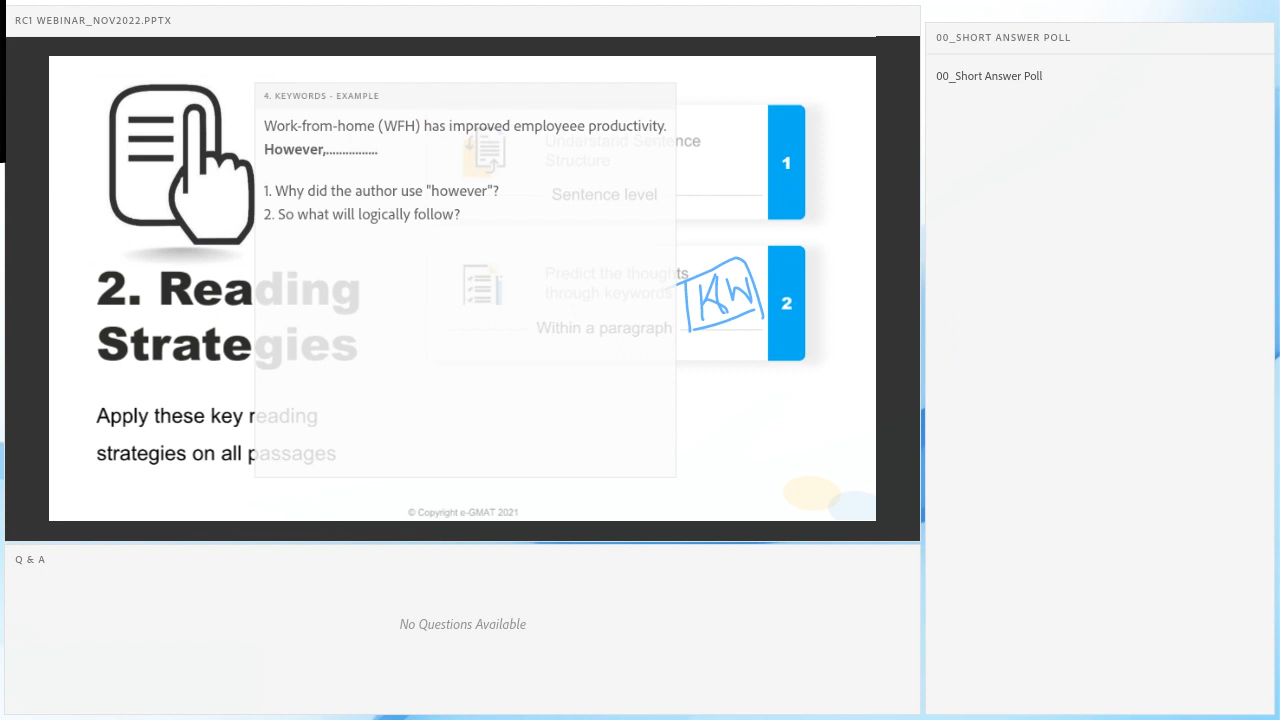 RC1 WEBINAR_NOV2022.PPTX
4. KEYWORDS - EXAMPLE
Work-from-home (WFH) has improved employeee productivity.
However,................
1. Why did the author use "however"?
2. So what will logically follow?
2. Reading
Strategies
Apply these key reading
strategies on all passages
Understand Sentence
Structure
Sentence level
1
Predict the thoughts
through keywords
Within a paragraph
KW
2
© Copyright e-GMAT 2021
Q & A
No Questions Available
00_SHORT ANSWER POLL
00_Short Answer Poll